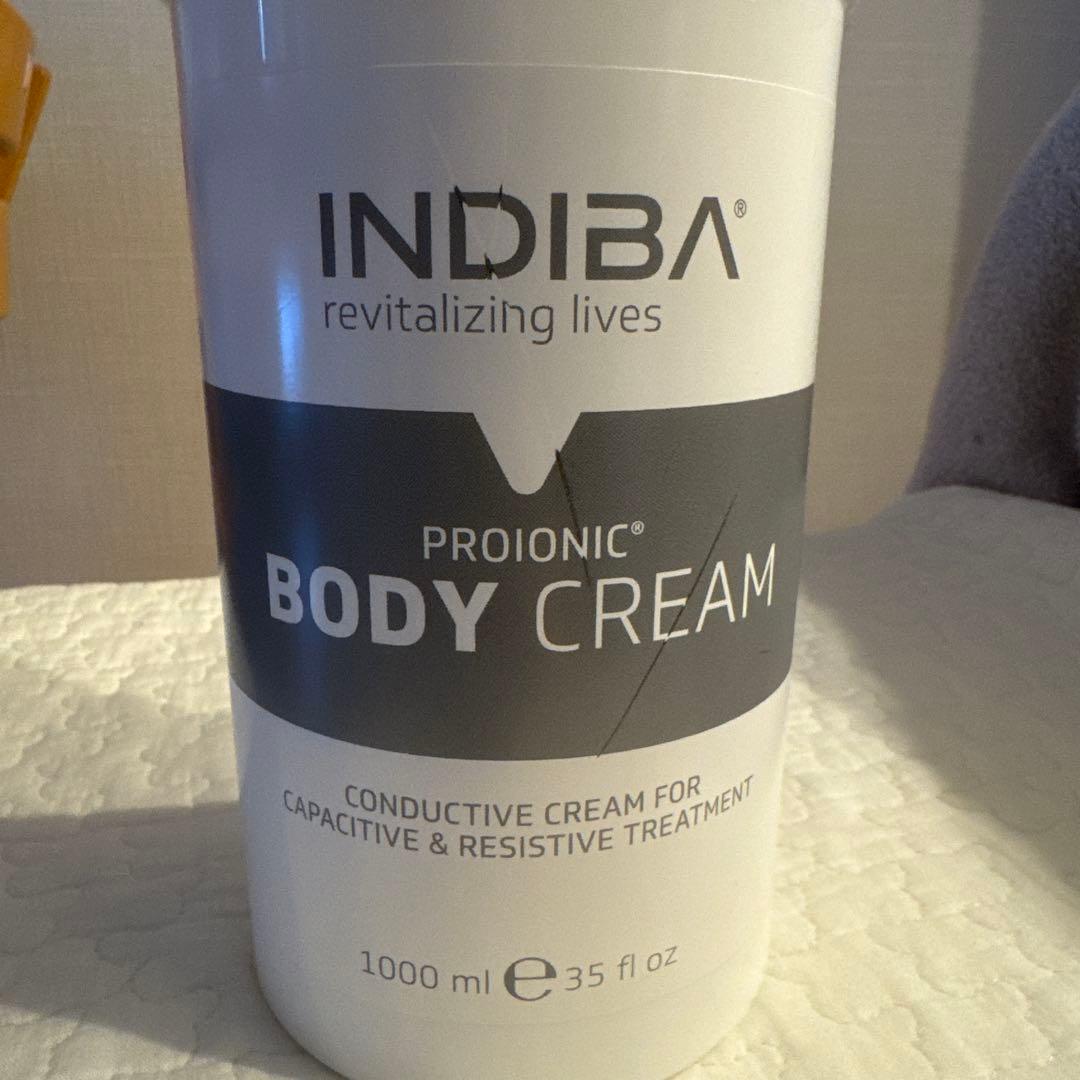 INDIBA®
revitalizing lives
PROIONIC®
BODY CREAM
CONDUCTIVE CREAM FOR
CAPACITIVE & RESISTIVE TREATMENT
1000 ml ℮ 35 fl oz